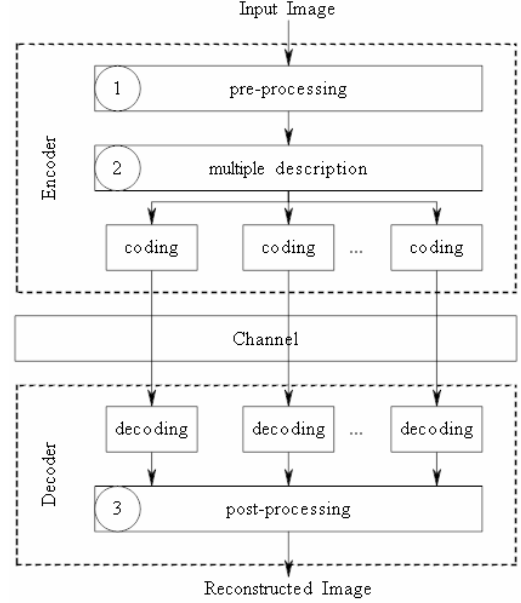 Input Image
1 pre-processing
2 multiple description
Encoder
coding coding ... coding
Channel
decoding decoding ... decoding
Decoder
3 post-processing
Reconstructed Image